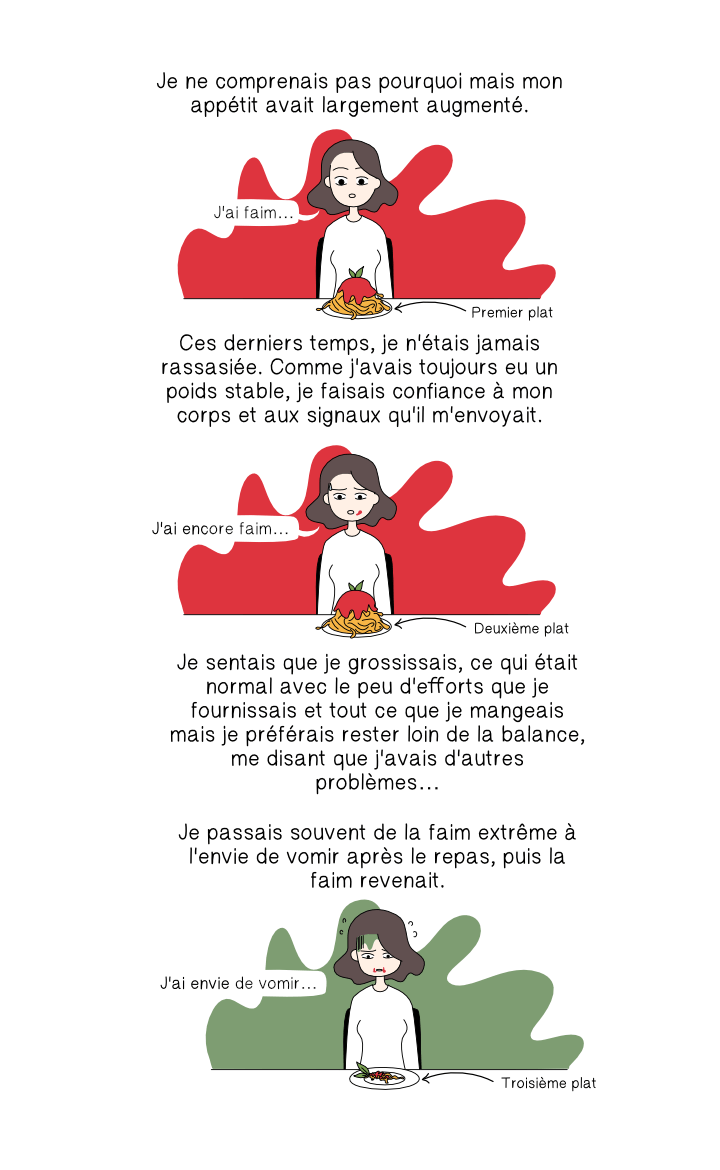 Je ne comprenais pas pourquoi mais mon
appétit avait largement augmenté.
J'ai faim...
Premier plat
Ces derniers temps, je n'étais jamais
rassasiée. Comme j'avais toujours eu un
poids stable, je faisais confiance à mon
corps et aux signaux qu'il m'envoyait.
J'ai encore faim...
Deuxième plat
Je sentais que je grossissais, ce qui était
normal avec le peu d'efforts que je
fournissais et tout ce que je mangeais
mais je préférais rester loin de la balance,
me disant que j'avais d'autres
problèmes...
Je passais souvent de la faim extrême à
l'envie de vomir après le repas, puis la
faim revenait.
J'ai envie de vomir...
Troisième plat